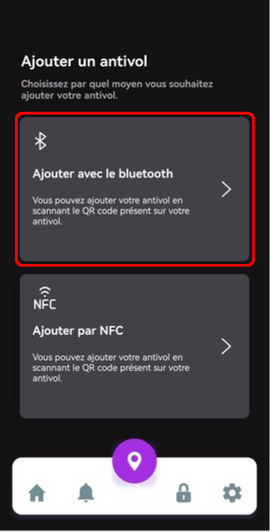 Ajouter un antivol
Choisissez par quel moyen vous souhaitez
ajouter votre antivol.
Ajouter avec le bluetooth
Vous pouvez ajouter votre antivol en
scannant le QR code présent sur votre
antivol.
NFC
Ajouter par NFC
Vous pouvez ajouter votre antivol en
scannant le QR code présent sur votre
antivol.